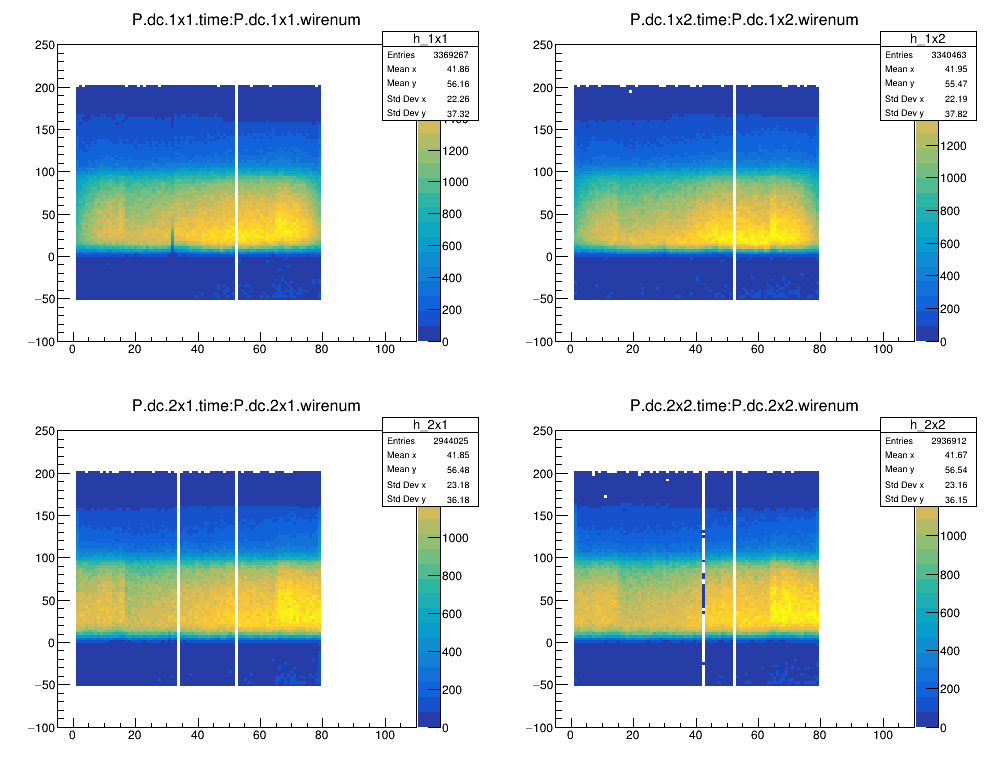 P.dc.1x1.time:P.dc.1x1.wirenum
h_1x1
Entries 3369267
Mean x 41.86
Mean y 56.16
Std Dev x 22.26
Std Dev y 37.32
250
200
150
100
50
0
−50
−100
0 20 40 60 80 100
1200
1000
800
600
400
200
0
P.dc.1x2.time:P.dc.1x2.wirenum
h_1x2
Entries 3340463
Mean x 41.95
Mean y 55.47
Std Dev x 22.19
Std Dev y 37.82
250
200
150
100
50
0
−50
−100
0 20 40 60 80 100
1200
1000
800
600
400
200
0
P.dc.2x1.time:P.dc.2x1.wirenum
h_2x1
Entries 2944025
Mean x 41.85
Mean y 56.48
Std Dev x 23.18
Std Dev y 36.18
250
200
150
100
50
0
−50
−100
0 20 40 60 80 100
1000
800
600
400
200
0
P.dc.2x2.time:P.dc.2x2.wirenum
h_2x2
Entries 2936912
Mean x 41.67
Mean y 56.54
Std Dev x 23.16
Std Dev y 36.15
250
200
150
100
50
0
−50
−100
0 20 40 60 80 100
1000
800
600
400
200
0